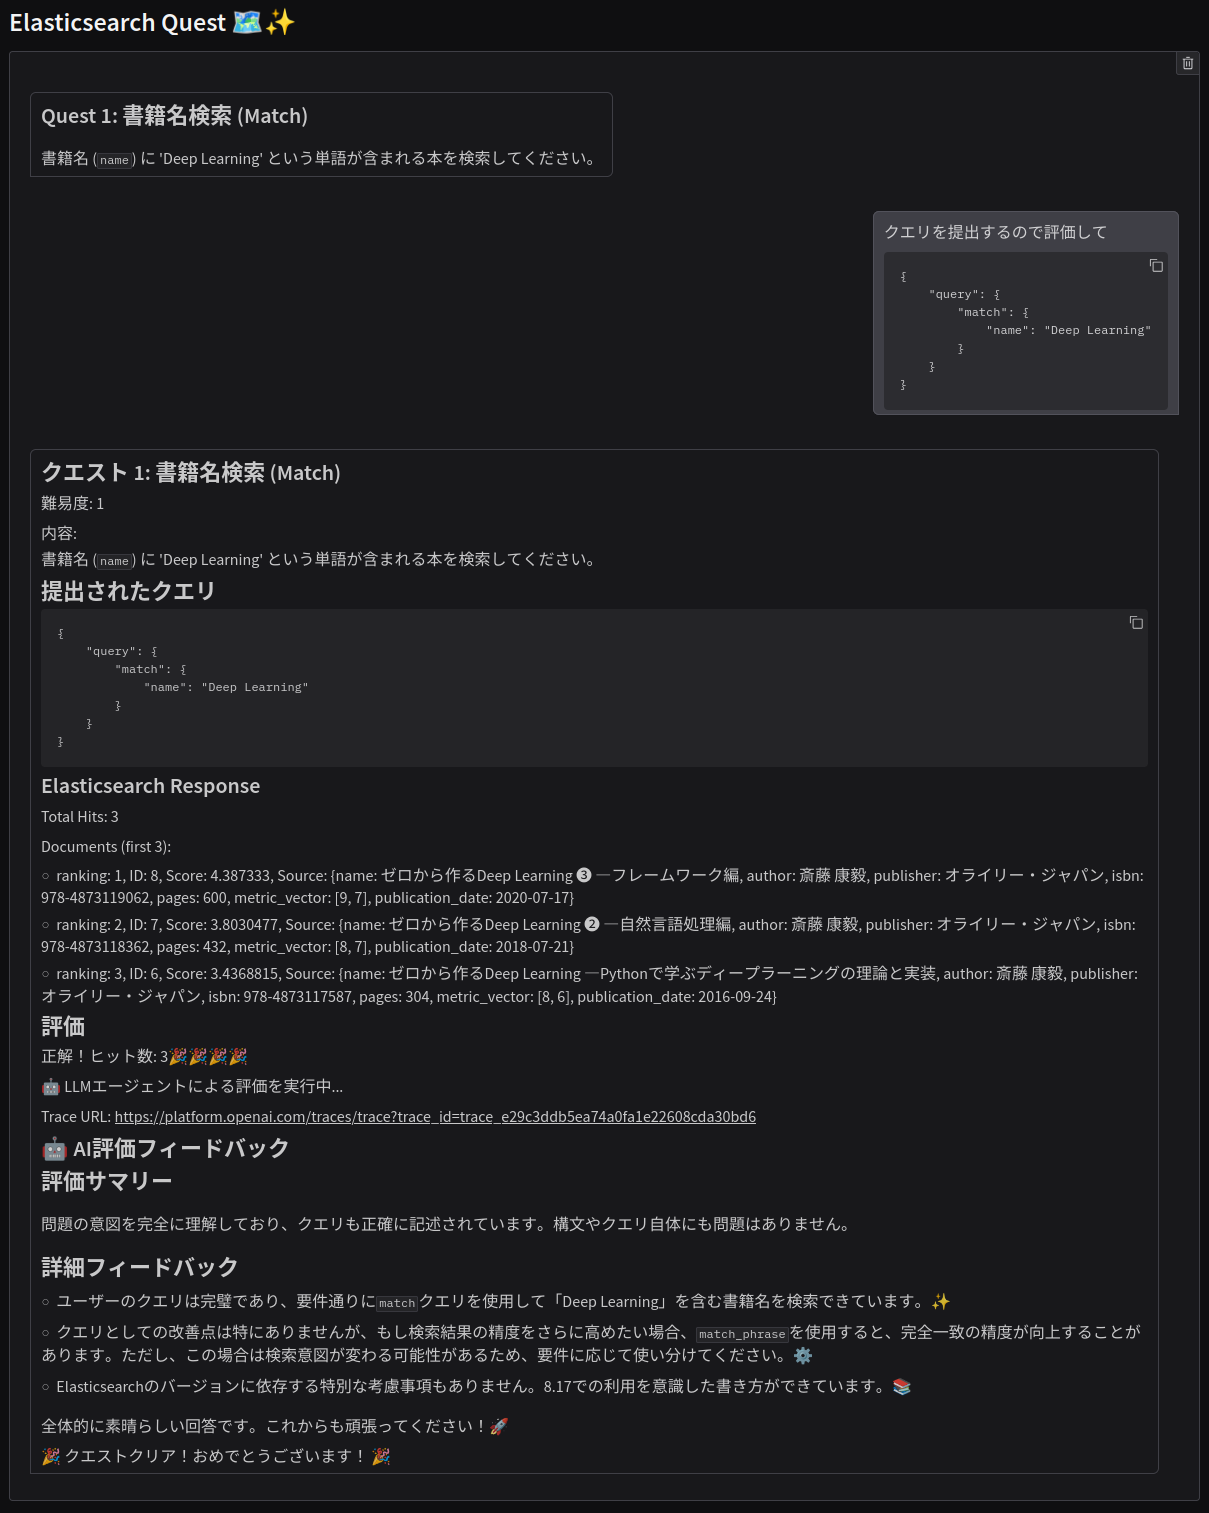 Elasticsearch Quest 🗺️✨
Quest 1: 書籍名検索 (Match)
書籍名 (name) に 'Deep Learning' という単語が含まれる本を検索してください。
クエリを提出するので評価して
{
    "query": {
        "match": {
            "name": "Deep Learning"
        }
    }
}
クエスト 1: 書籍名検索 (Match)
難易度: 1
内容:
書籍名 (name) に 'Deep Learning' という単語が含まれる本を検索してください。
提出されたクエリ
{
    "query": {
        "match": {
            "name": "Deep Learning"
        }
    }
}
Elasticsearch Response
Total Hits: 3
Documents (first 3):
○ ranking: 1, ID: 8, Score: 4.387333, Source: {name: ゼロから作るDeep Learning ❸ ―フレームワーク編, author: 斎藤 康毅, publisher: オライリー・ジャパン, isbn:
978-4873119062, pages: 600, metric_vector: [9, 7], publication_date: 2020-07-17}
○ ranking: 2, ID: 7, Score: 3.8030477, Source: {name: ゼロから作るDeep Learning ❷ ―自然言語処理編, author: 斎藤 康毅, publisher: オライリー・ジャパン, isbn:
978-4873118362, pages: 432, metric_vector: [8, 7], publication_date: 2018-07-21}
○ ranking: 3, ID: 6, Score: 3.4368815, Source: {name: ゼロから作るDeep Learning ―Pythonで学ぶディープラーニングの理論と実装, author: 斎藤 康毅, publisher:
オライリー・ジャパン, isbn: 978-4873117587, pages: 304, metric_vector: [8, 6], publication_date: 2016-09-24}
評価
正解！ヒット数: 3🎉🎉🎉🎉
🤖 LLMエージェントによる評価を実行中...
Trace URL: https://platform.openai.com/traces/trace?trace_id=trace_e29c3ddb5ea74a0fa1e22608cda30bd6
🤖 AI評価フィードバック
評価サマリー
問題の意図を完全に理解しており、クエリも正確に記述されています。構文やクエリ自体にも問題はありません。
詳細フィードバック
○ ユーザーのクエリは完璧であり、要件通りにmatchクエリを使用して「Deep Learning」を含む書籍名を検索できています。✨
○ クエリとしての改善点は特にありませんが、もし検索結果の精度をさらに高めたい場合、match_phraseを使用すると、完全一致の精度が向上することが
あります。ただし、この場合は検索意図が変わる可能性があるため、要件に応じて使い分けてください。⚙️
○ Elasticsearchのバージョンに依存する特別な考慮事項もありません。8.17での利用を意識した書き方ができています。📚
全体的に素晴らしい回答です。これからも頑張ってください！🚀
🎉 クエストクリア！おめでとうございます！ 🎉